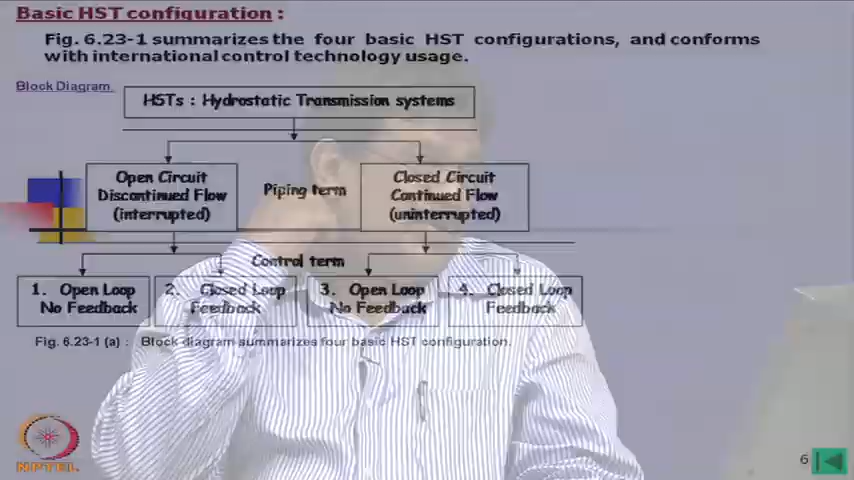 Basic HST configuration :
Fig. 6.23-1 summarizes the four basic HST configurations, and conforms
with international control technology usage.
Block Diagram
HSTs : Hydrostatic Transmission systems
Open Circuit
Discontinued Flow
(interrupted)
Piping term
Closed Circuit
Continued Flow
(uninterrupted)
Control term
1. Open Loop
No Feedback
2. Closed Loop
Feedback
3. Open Loop
No Feedback
4. Closed Loop
Feedback
Fig. 6.23-1 (a) : Block diagram summarizes four basic HST configuration.
NPTEL
6